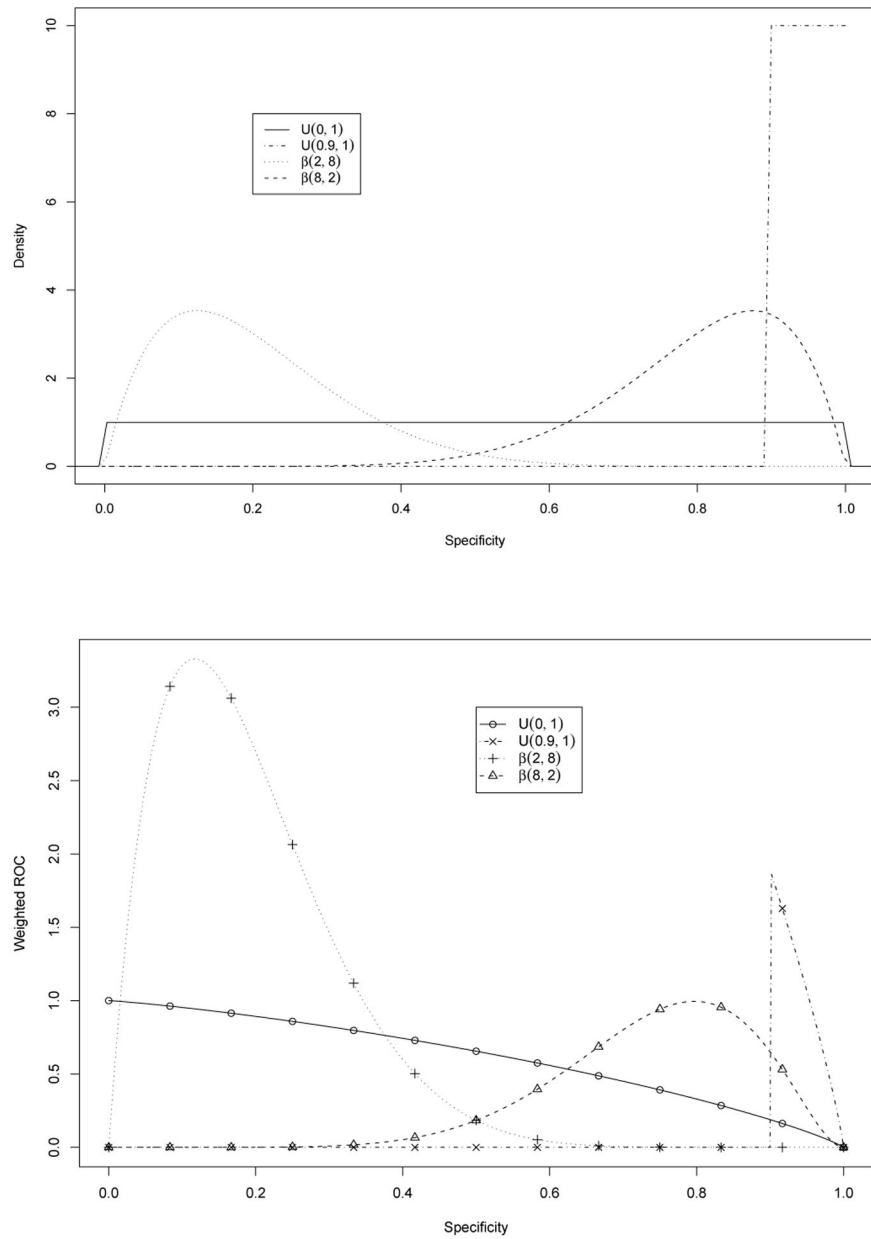 10
8
6
4
2
0
Density
U(0, 1)
U(0.9, 1)
β(2, 8)
β(8, 2)
0.0 0.2 0.4 0.6 0.8 1.0
Specificity
3.0
2.5
2.0
1.5
1.0
0.5
0.0
Weighted ROC
U(0, 1)
U(0.9, 1)
β(2, 8)
β(8, 2)
0.0 0.2 0.4 0.6 0.8 1.0
Specificity